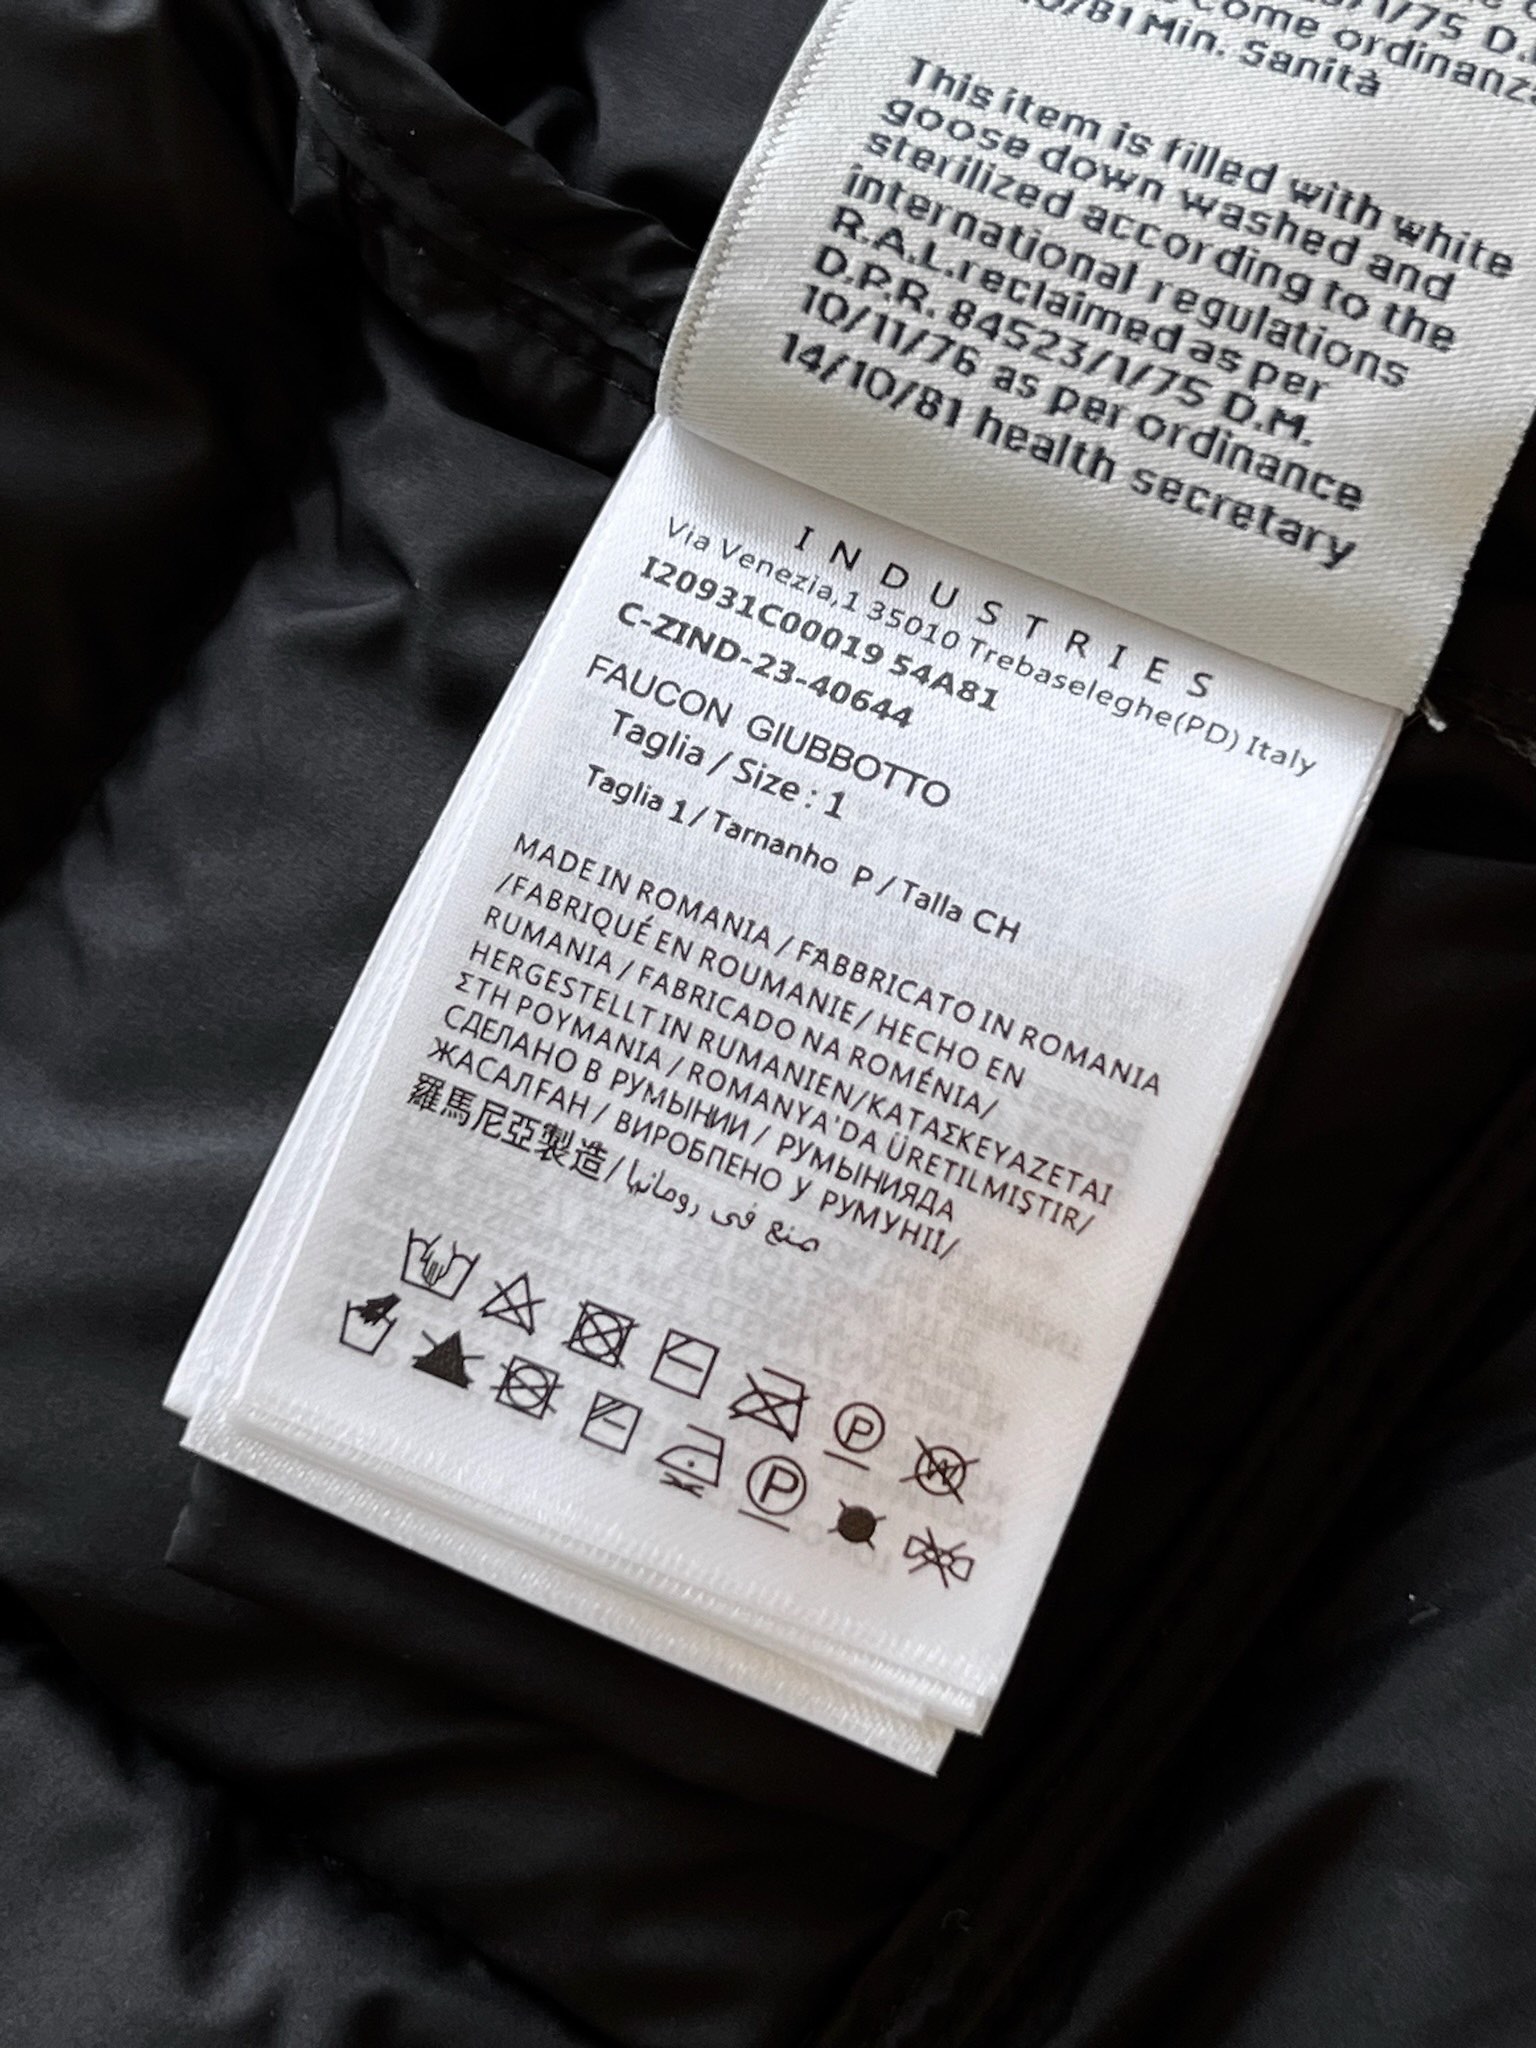 /1/75 D.
come ordinanza
10/81 Min. Sanità
This item is filled with white
goose down washed and
sterilized according to the
international regulations
R.A.L.reclaimed as per
D.P.R. 84523/1/75 D.M.
10/11/76 as per ordinance
14/10/81 health secretary
INDUSTRIES
Via Venezia,1 35010 Trebaseleghe(PD) Italy
I20931C00019 54A81
C-ZIND-23-40644
FAUCON GIUBBOTTO
Taglia / Size : 1
Taglia 1 / Tarnanho P / Talla CH
MADE IN ROMANIA / FABBRICATO IN ROMANIA
/FABRIQUÉ EN ROUMANIE/ HECHO EN
RUMANIA / FABRICADO NA ROMÉNIA/
HERGESTELLT IN RUMANIEN/ΚΑΤΑΣΚΕΥΑΖΕΤΑΙ
ΣΤΗ ΡΟΥΜΑΝΙΑ / ROMANYA'DA ÜRETILMIŞTIR/
СДЕЛАНО В РУМЫНИИ / РУМЫНИЯДА
ЖАСАЛҒАН / ВИРОБЛЕНО У РУМУНІЇ/
羅馬尼亞製造/صنع فى رومانيا
P W
P